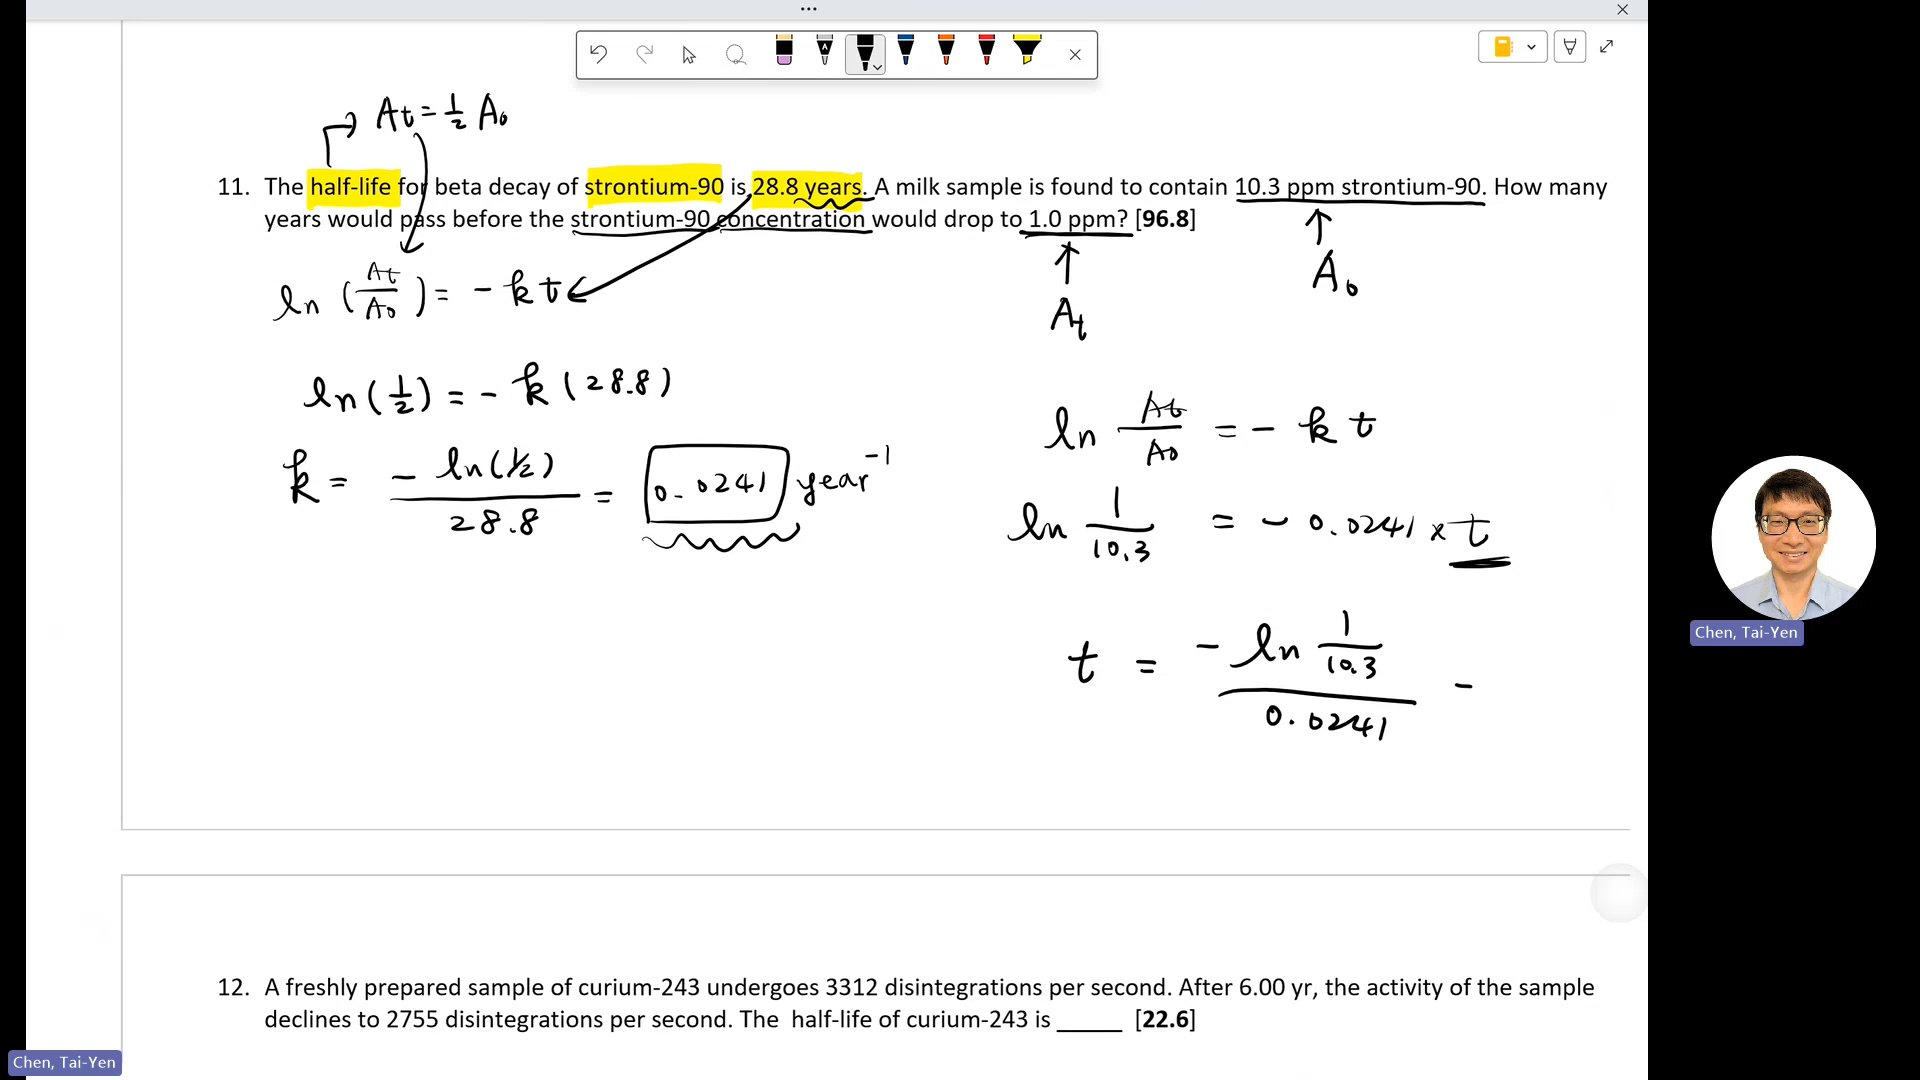 At = 1/2 A0
11. The half-life for beta decay of strontium-90 is 28.8 years. A milk sample is found to contain 10.3 ppm strontium-90. How many
years would pass before the strontium-90 concentration would drop to 1.0 ppm? [96.8]
ln (At/A0) = - kt
At
A0
ln (1/2) = - k (28.8)
k = - ln(1/2) / 28.8 = 0.0241 year⁻¹
ln At/A0 = - k t
ln 1/10.3 = - 0.0241 x t
t = - ln 1/10.3 / 0.0241 -
12. A freshly prepared sample of curium-243 undergoes 3312 disintegrations per second. After 6.00 yr, the activity of the sample
declines to 2755 disintegrations per second. The half-life of curium-243 is ______ [22.6]
Chen, Tai-Yen
Chen, Tai-Yen